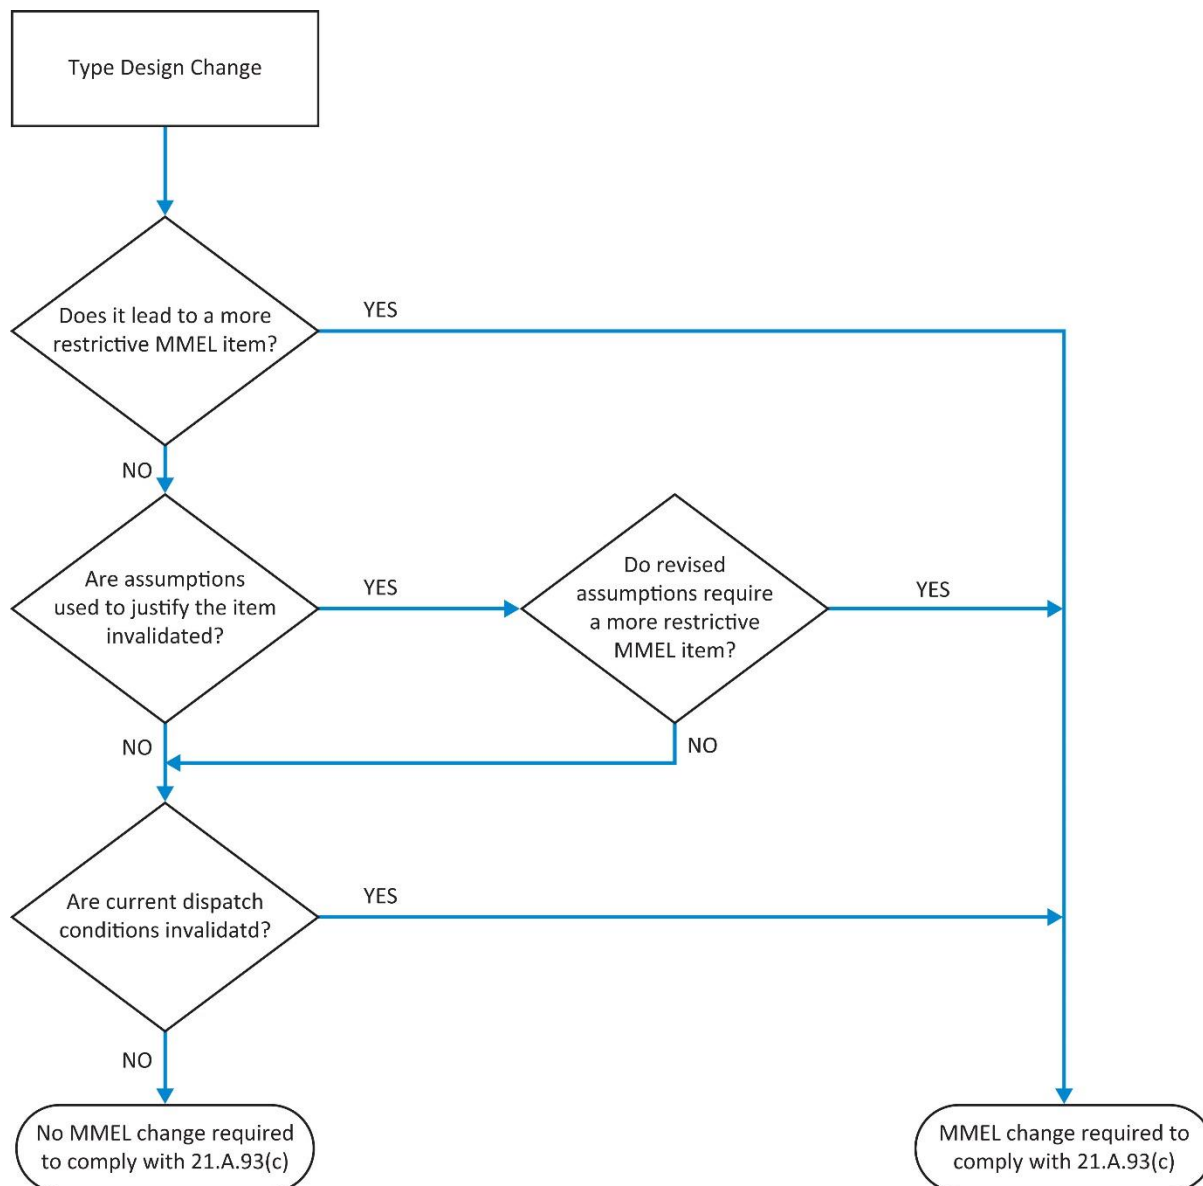 Type Design Change
Does it lead to a more
restrictive MMEL item?
YES
NO
Are assumptions
used to justify the item
invalidated?
YES
Do revised
assumptions require
a more restrictive
MMEL item?
YES
NO
NO
Are current dispatch
conditions invalidatd?
YES
NO
No MMEL change required
to comply with 21.A.93(c)
MMEL change required to
comply with 21.A.93(c)